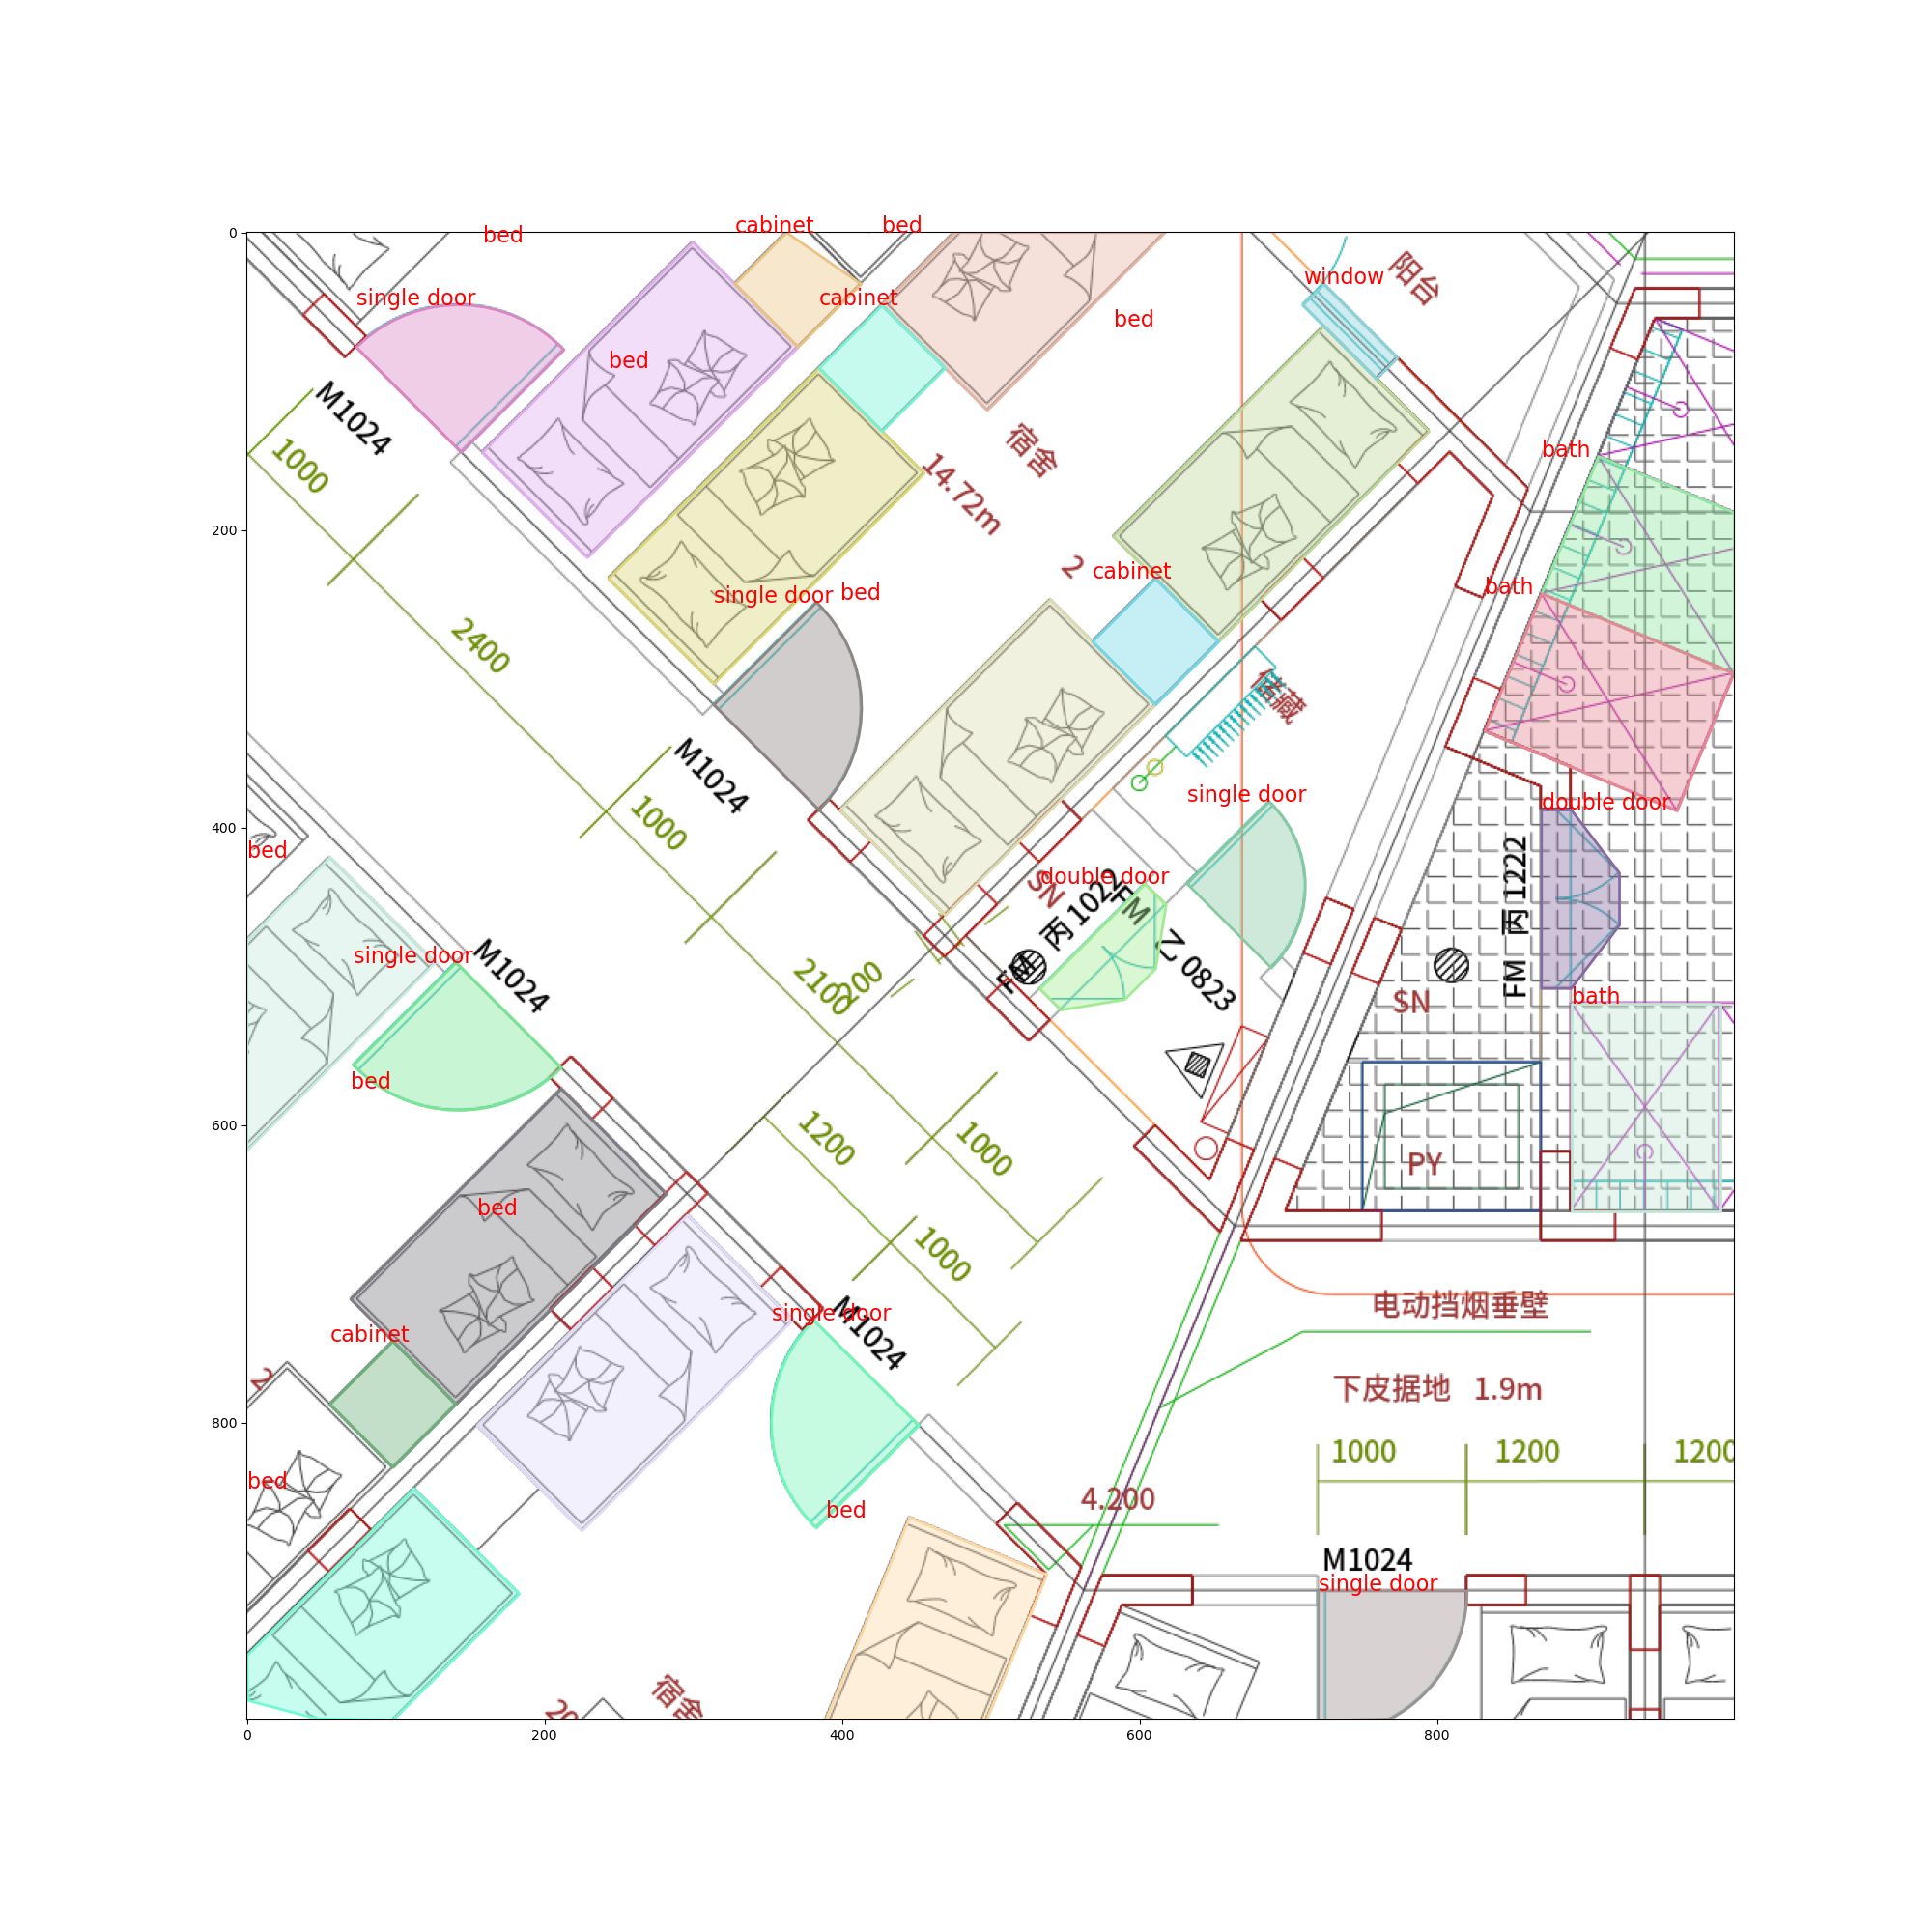 cabinet
bed
bed
single door
cabinet
window
阳台
bed
bed
M1024
1000
宿舍
14.72m
2
bath
bath
cabinet
single door
bed
2400
储藏
M1024
1000
single door
double door
bed
double door
SN
FM 丙 1022
FM 乙 0823
FM 丙 1222
single door
M1024
2100
SN
bath
bed
1200
1000
PY
bed
1000
电动挡烟垂壁
single door
M1024
cabinet
2
下皮据地 1.9m
1000
1200
1200
bed
bed
4.200
M1024
single door
宿舍
20
0
200
400
600
800
0
200
400
600
800